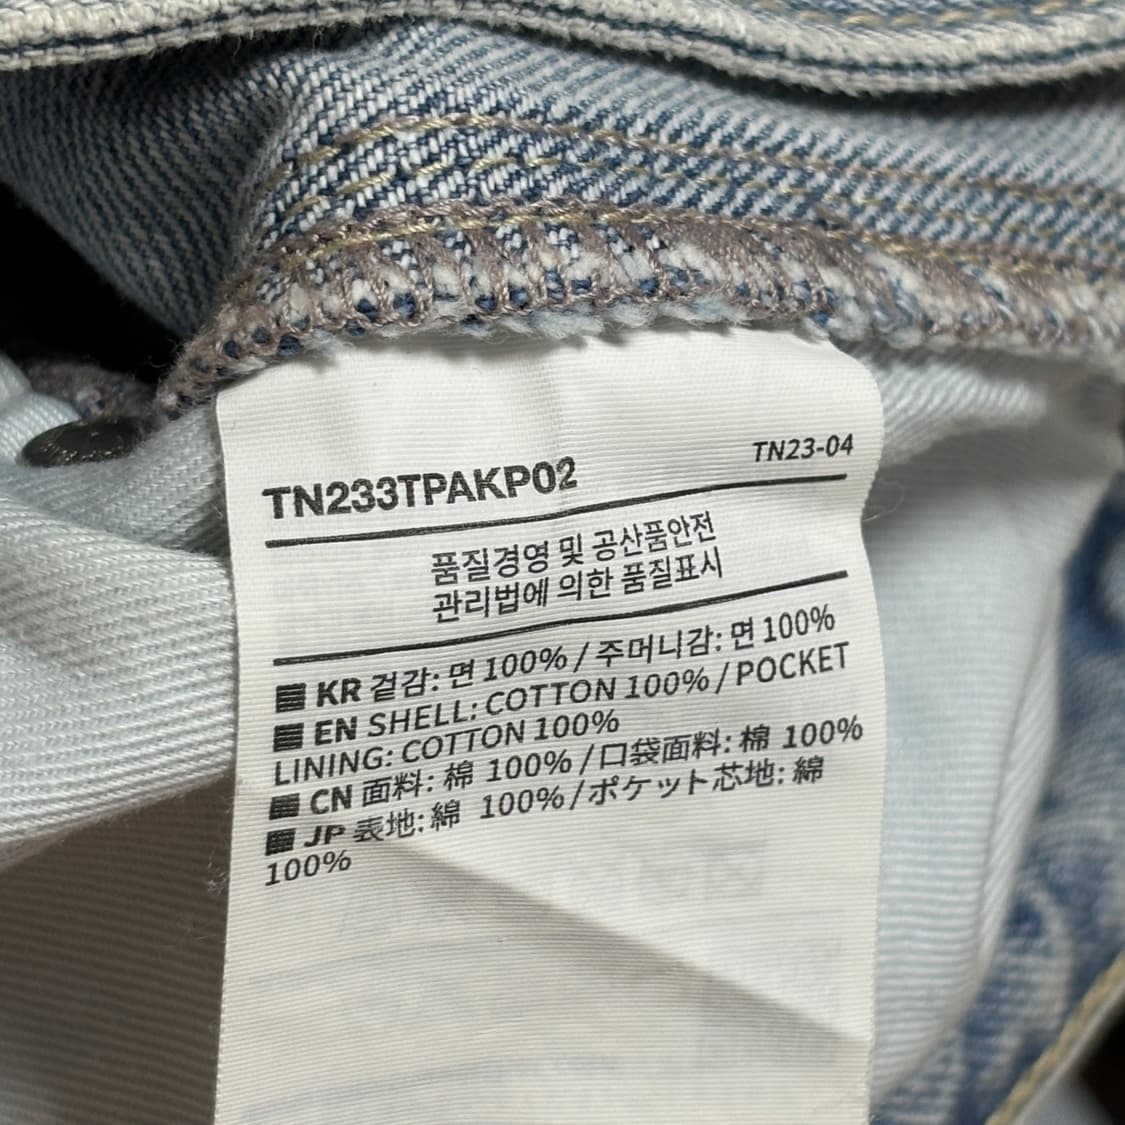 TN23-04
TN233TPAKP02
품질경영 및 공산품안전
관리법에 의한 품질표시
KR 겉감: 면 100% / 주머니감: 면 100%
EN SHELL: COTTON 100% / POCKET
LINING: COTTON 100%
CN 面料: 棉 100% / 口袋面料: 棉 100%
JP 表地: 綿 100% / ポケット芯地: 綿
100%